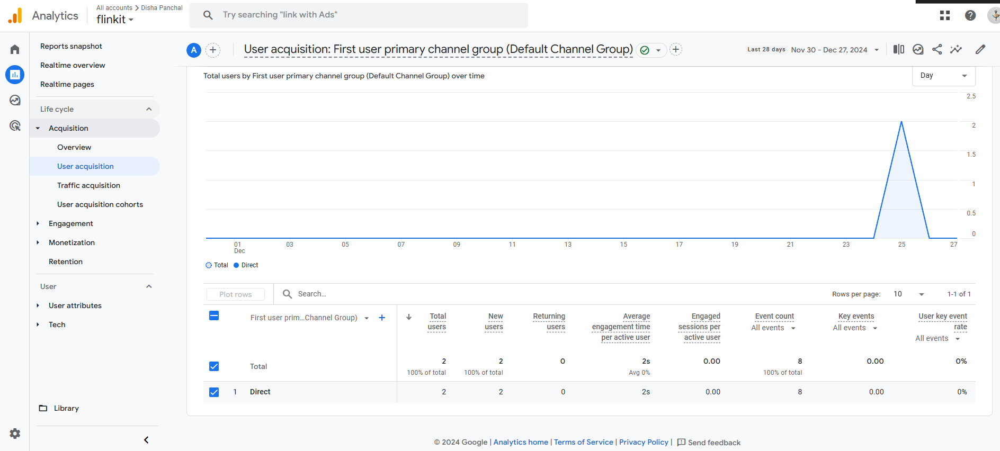 Analytics
All accounts > Disha Panchal
flinkit
Try searching "link with Ads"
Reports snapshot
Realtime overview
Realtime pages
Life cycle
Acquisition
Overview
User acquisition
Traffic acquisition
User acquisition cohorts
Engagement
Monetization
Retention
User
User attributes
Tech
Library
A
User acquisition: First user primary channel group (Default Channel Group)
Last 28 days Nov 30 - Dec 27, 2024
Total users by First user primary channel group (Default Channel Group) over time
Day
2.5
2
1.5
1
0.5
0
01 03 05 07 09 11 13 15 17 19 21 23 25 27
Dec
Total Direct
Plot rows
Search...
Rows per page: 10 1-1 of 1
First user prim...Channel Group)
Total users
New users
Returning users
Average engagement time per active user
Engaged sessions per active user
Event count
All events
Key events
All events
User key event rate
All events
Total 2 2 0 2s 0.00 8 0.00 0%
100% of total 100% of total Avg 0% 100% of total
1 Direct 2 2 0 2s 0.00 8 0.00 0%
© 2024 Google | Analytics home | Terms of Service | Privacy Policy | Send feedback